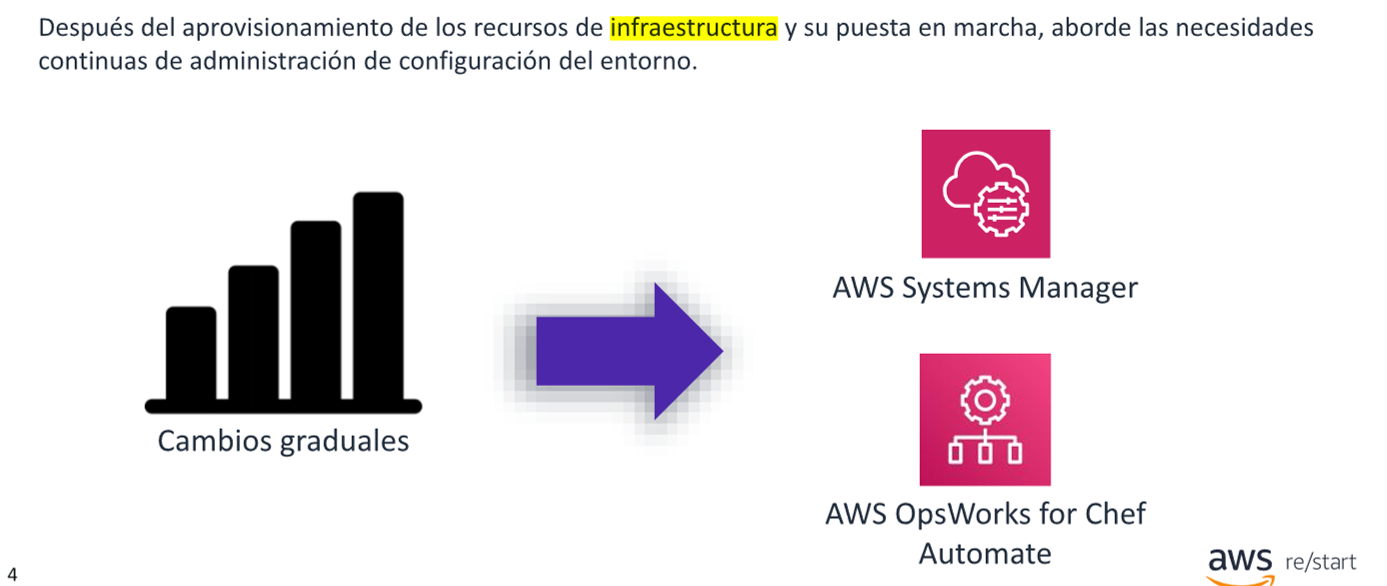 Después del aprovisionamiento de los recursos de infraestructura y su puesta en marcha, aborde las necesidades
continuas de administración de configuración del entorno.
Cambios graduales
AWS Systems Manager
AWS OpsWorks for Chef
Automate
4
aws re/start